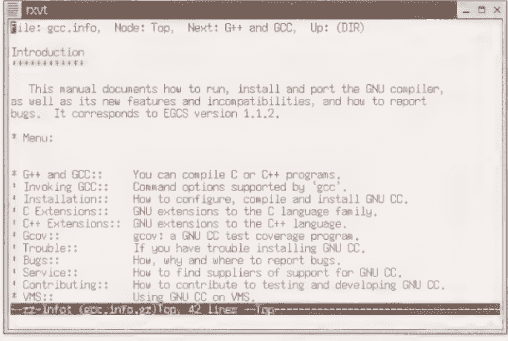 rxvt
File: gcc.info,  Node: Top,  Next: G++ and GCC,  Up: (DIR)
Introduction
************
This manual documents how to run, install and port the GNU compiler,
as well as its new features and incompatibilities, and how to report
bugs.  It corresponds to EGCS version 1.1.2.
* Menu:
* G++ and GCC::     You can compile C or C++ programs.
* Invoking GCC::    Command options supported by `gcc'.
* Installation::    How to configure, compile and install GNU CC.
* C Extensions::    GNU extensions to the C language family.
* C++ Extensions::  GNU extensions to the C++ language.
* Gcov::            gcov: a GNU CC test coverage program.
* Trouble::         If you have trouble installing GNU CC.
* Bugs::            How, why and where to report bugs.
* Service::         How to find suppliers of support for GNU CC.
* Contributing::    How to contribute to testing and developing GNU CC.
* VMS::             Using GNU CC on VMS.
--zz-Info: (gcc.info.gz)Top, 42 lines --Top--